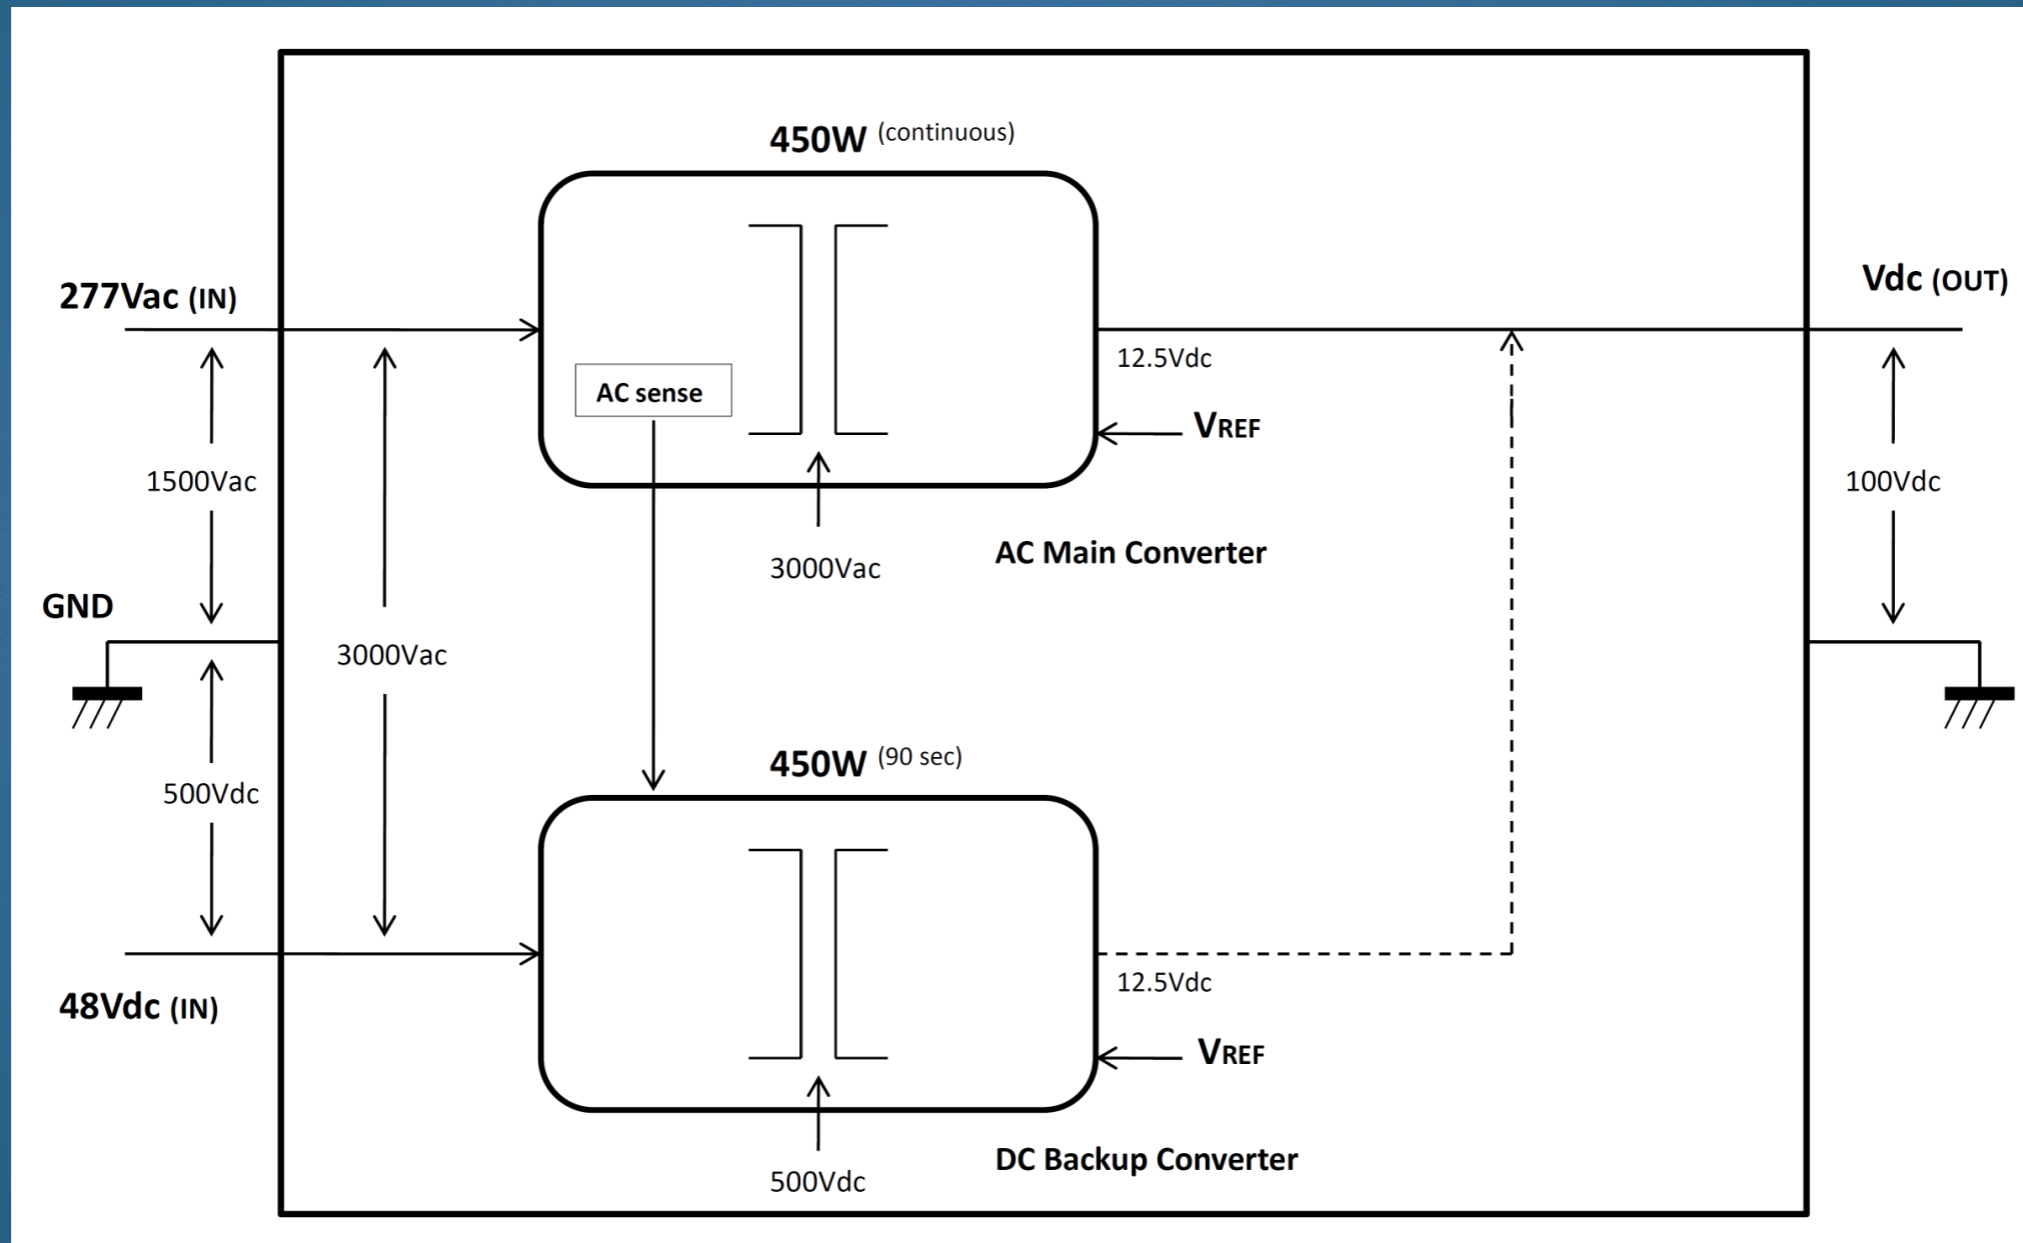 450W (continuous)
277Vac (IN)
Vdc (OUT)
12.5Vdc
AC sense
VREF
1500Vac
100Vdc
AC Main Converter
3000Vac
GND
3000Vac
450W (90 sec)
500Vdc
12.5Vdc
48Vdc (IN)
VREF
DC Backup Converter
500Vdc